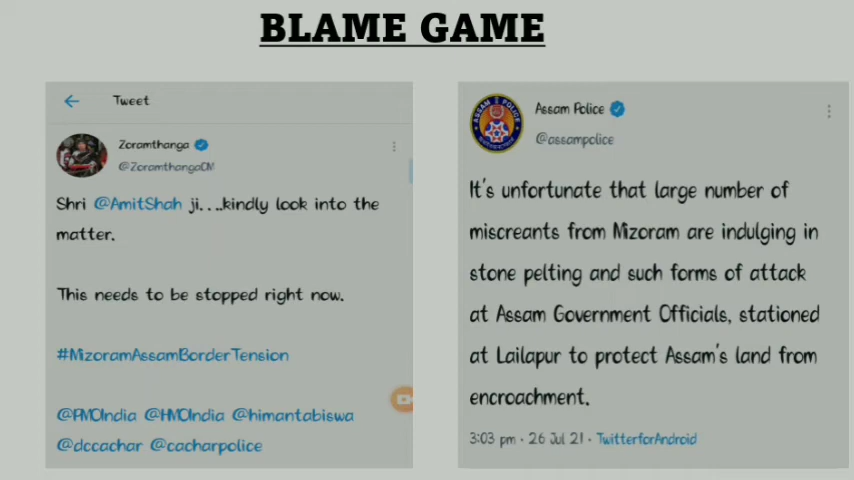 BLAME GAME
Tweet
Zoramthanga
@ZoramthangaCM
Shri @AmitShah ji....kindly look into the
matter.
This needs to be stopped right now.
#MizoramAssamBorderTension
@PMOIndia @HMOIndia @himantabiswa
@dccachar @cacharpolice
ASSAM POLICE
Assam Police
@assampolice
It's unfortunate that large number of
miscreants from Mizoram are indulging in
stone pelting and such forms of attack
at Assam Government Officials, stationed
at Lailapur to protect Assam's land from
encroachment.
3:03 pm · 26 Jul 21 · TwitterforAndroid